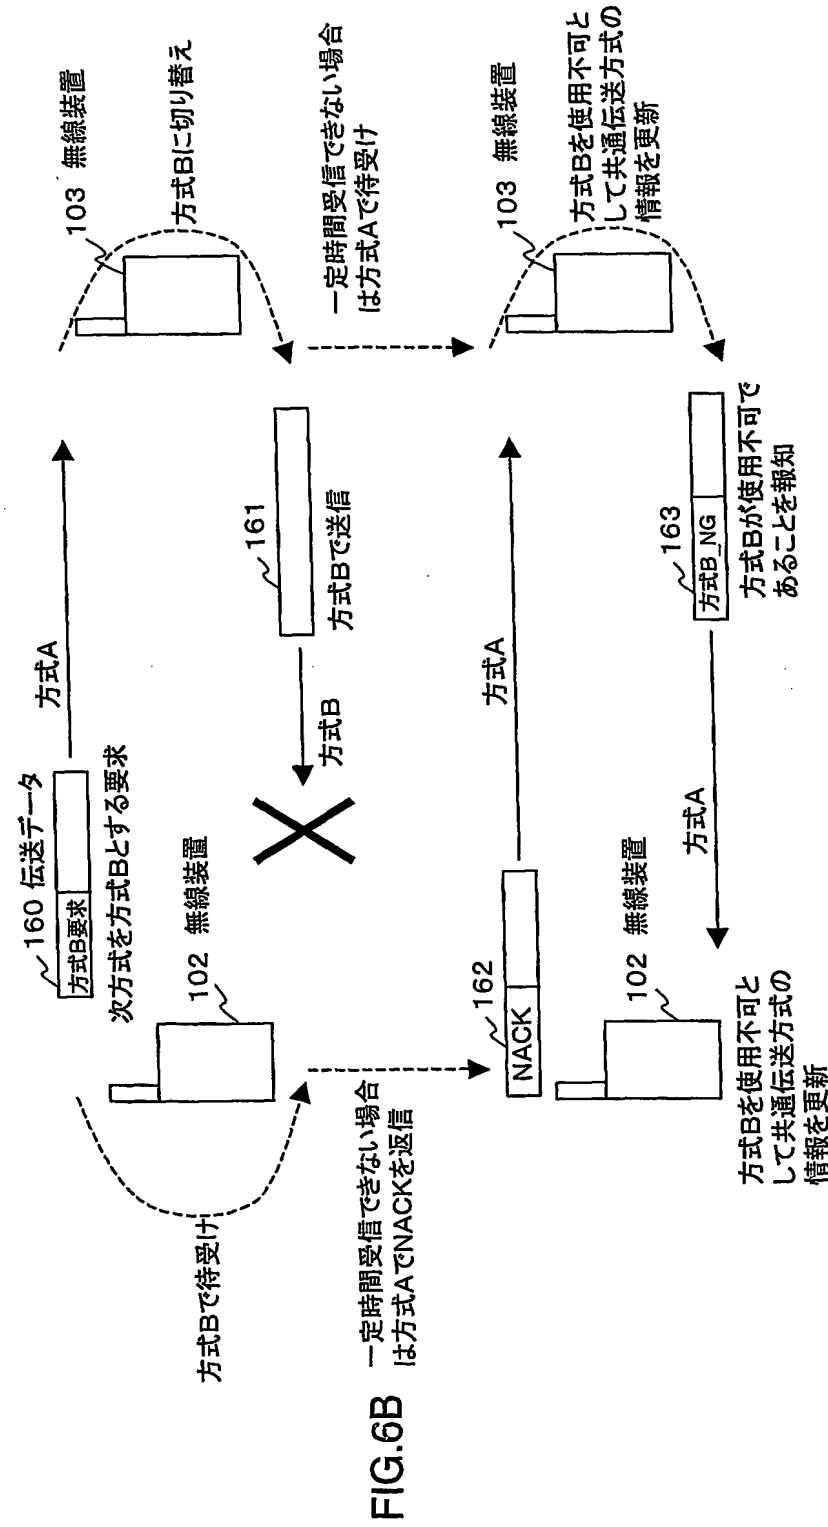 160 伝送データ
方式B要求
次方式を方式Bとする要求
方式A
103 無線装置
方式Bに切り替え
方式Bで待受け
102 無線装置
方式B
161
方式Bで送信
一定時間受信できない場合
は方式AでNACKを返信
一定時間受信できない場合
は方式Aで待受け
FIG.6B
162
NACK
方式A
103 無線装置
方式Bを使用不可と
して共通伝送方式の
情報を更新
102 無線装置
方式Bを使用不可と
して共通伝送方式の
情報を更新
方式A
163
方式B_NG
方式Bが使用不可で
あることを報知